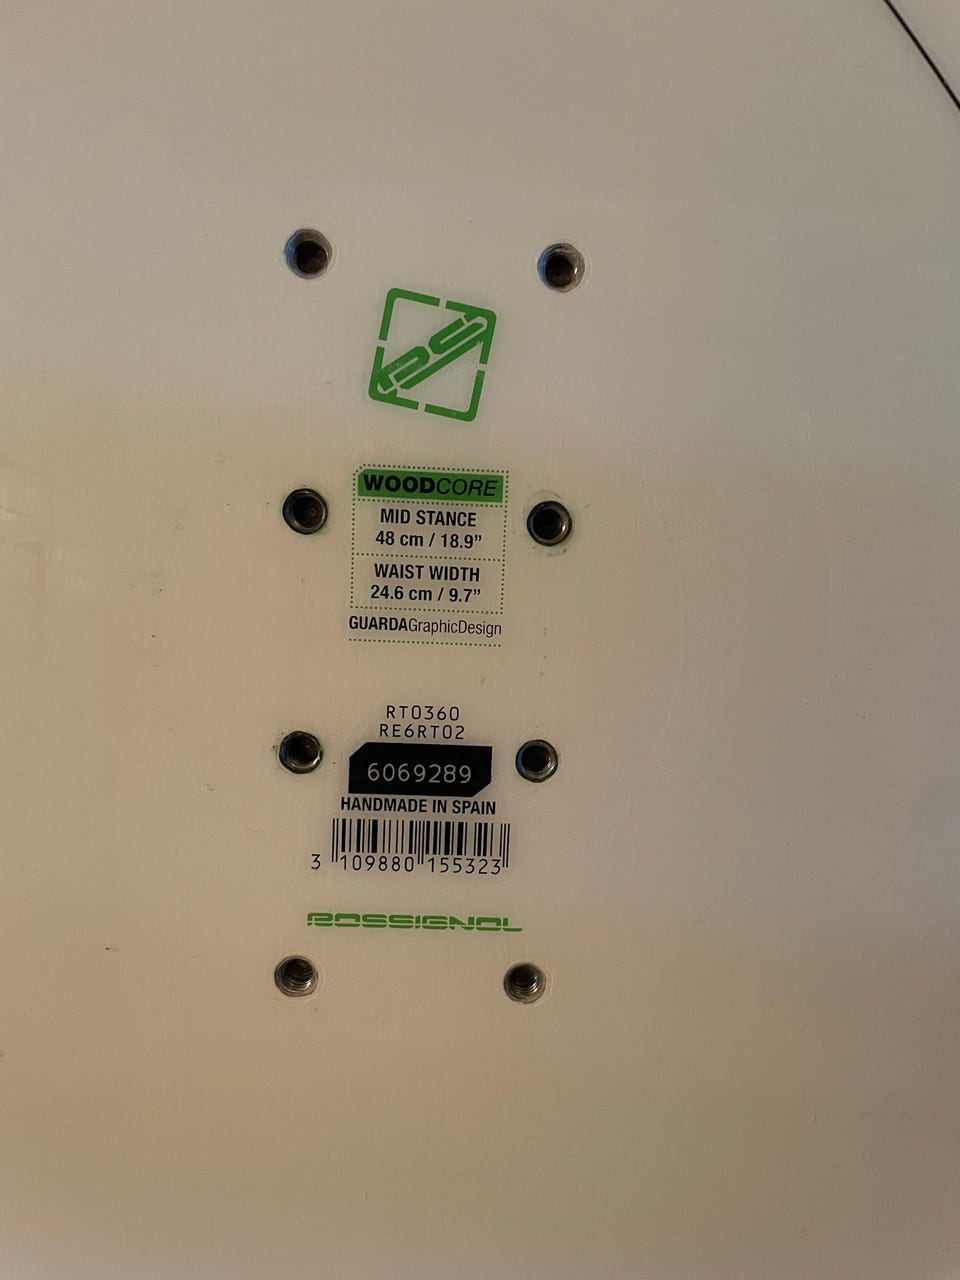 RS
WOODCORE
MID STANCE
48 cm / 18.9”
WAIST WIDTH
24.6 cm / 9.7”
GUARDAGraphicDesign
RT0360
RE6RT02
6069289
HANDMADE IN SPAIN
3 109880 155323
ROSSIGNOL